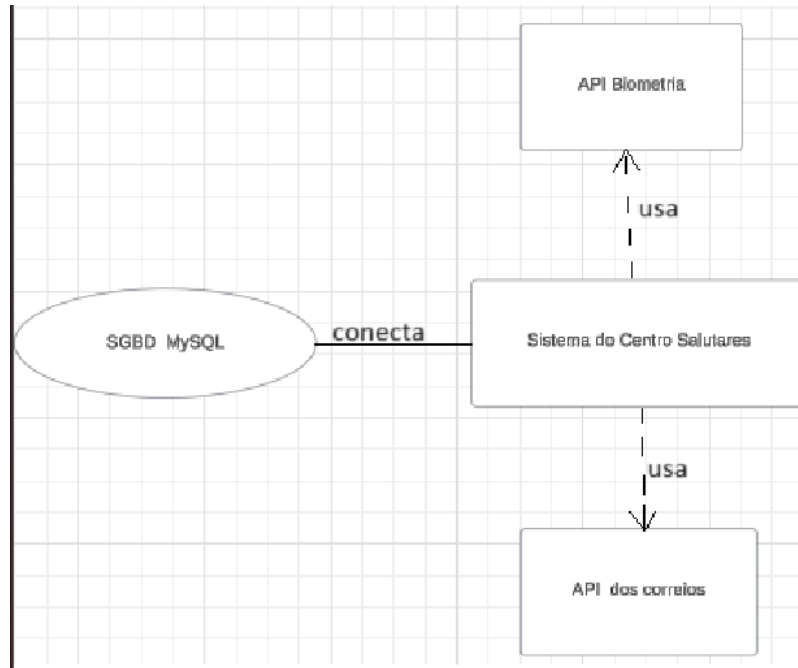 API Biometria
usa
SGBD MySQL
conecta
Sistema do Centro Salutares
usa
API dos correios